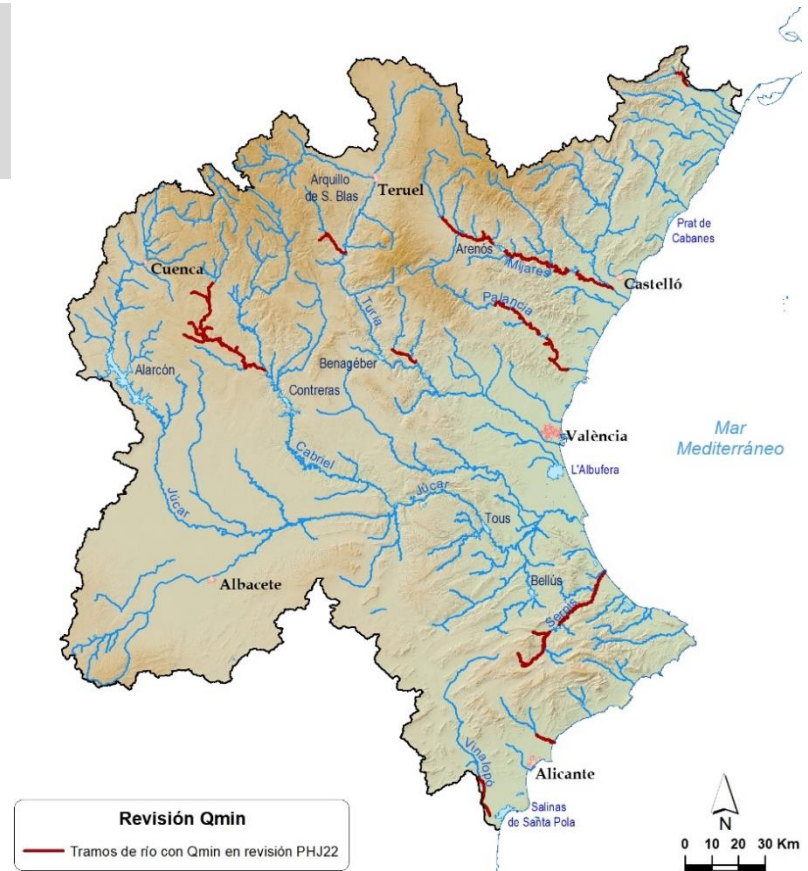 Teruel
Arquillo
de S. Blas
Prat de
Cabanes
Cuenca
Arenós
Mijares
Castelló
Palancia
Turia
Alarcón
Benagéber
Contreras
València
Mar
Mediterráneo
L'Albufera
Cabriel
Júcar
Júcar
Tous
Albacete
Bellús
Serpis
Vinalopó
Alicante
Salinas
de Santa Pola
Revisión Qmin
Tramos de río con Qmin en revisión PHJ22
N
0 10 20 30 Km